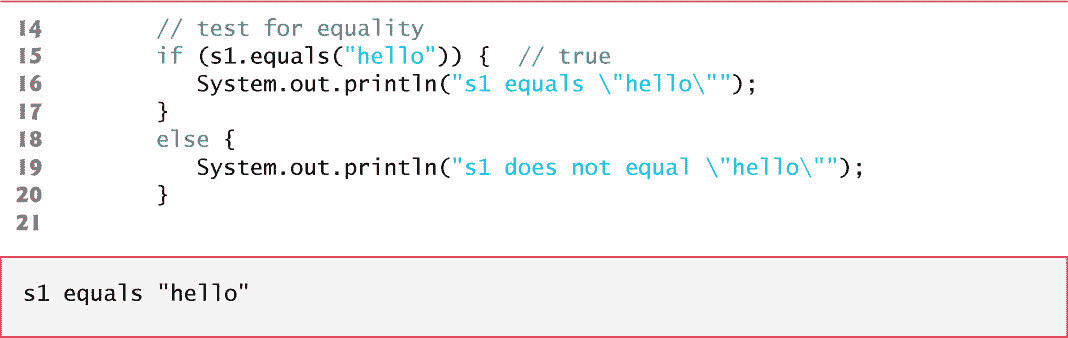 14 // test for equality
15 if (s1.equals("hello")) { // true
16 System.out.println("s1 equals \"hello\"");
17 }
18 else {
19 System.out.println("s1 does not equal \"hello\"");
20 }
21
s1 equals "hello"